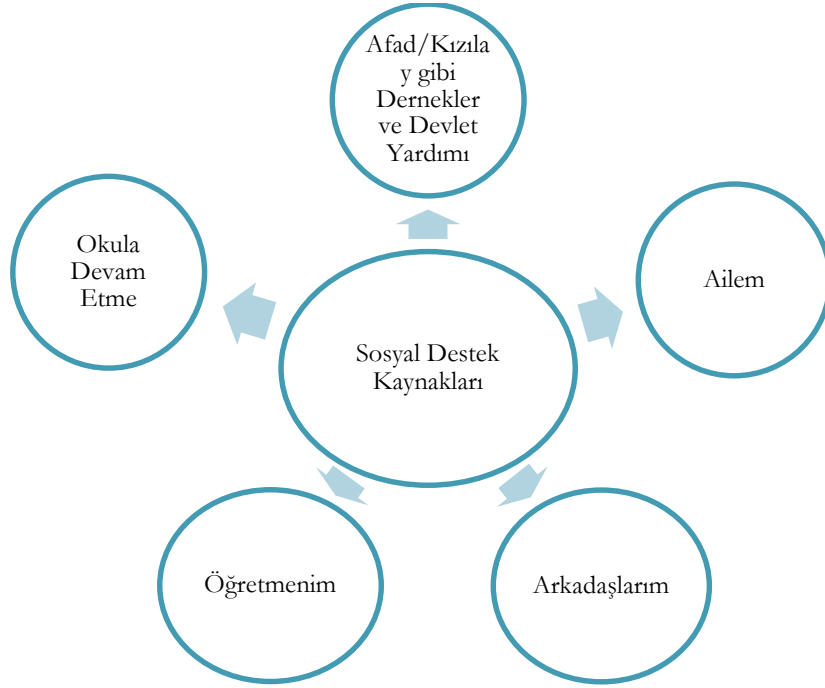 Afad/Kızıla
y gibi
Dernekler
ve Devlet
Yardımı
Okula
Devam
Etme
Ailem
Sosyal Destek
Kaynakları
Öğretmenim
Arkadaşlarım